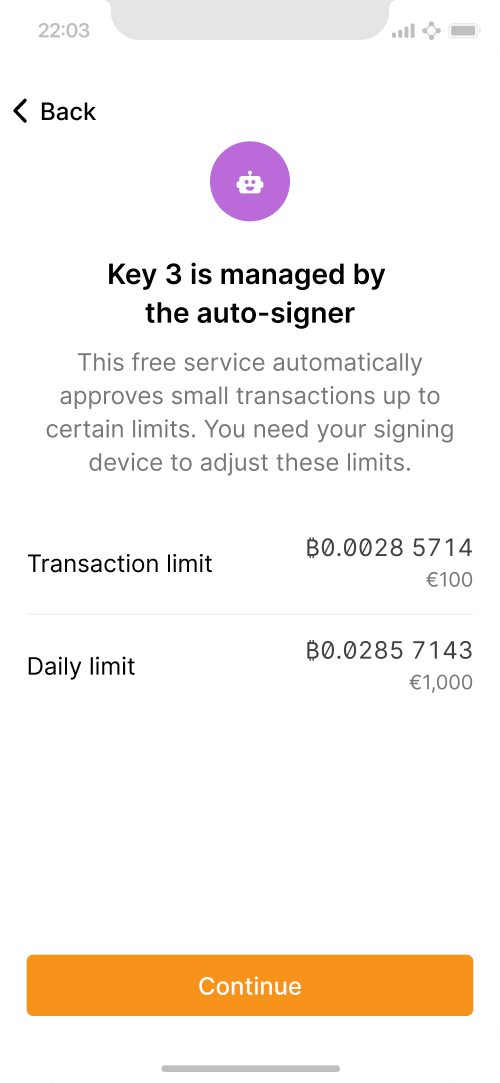 22:03
Back
Key 3 is managed by
the auto-signer
This free service automatically
approves small transactions up to
certain limits. You need your signing
device to adjust these limits.
Transaction limit
₿0.0028 5714
€100
Daily limit
₿0.0285 7143
€1,000
Continue